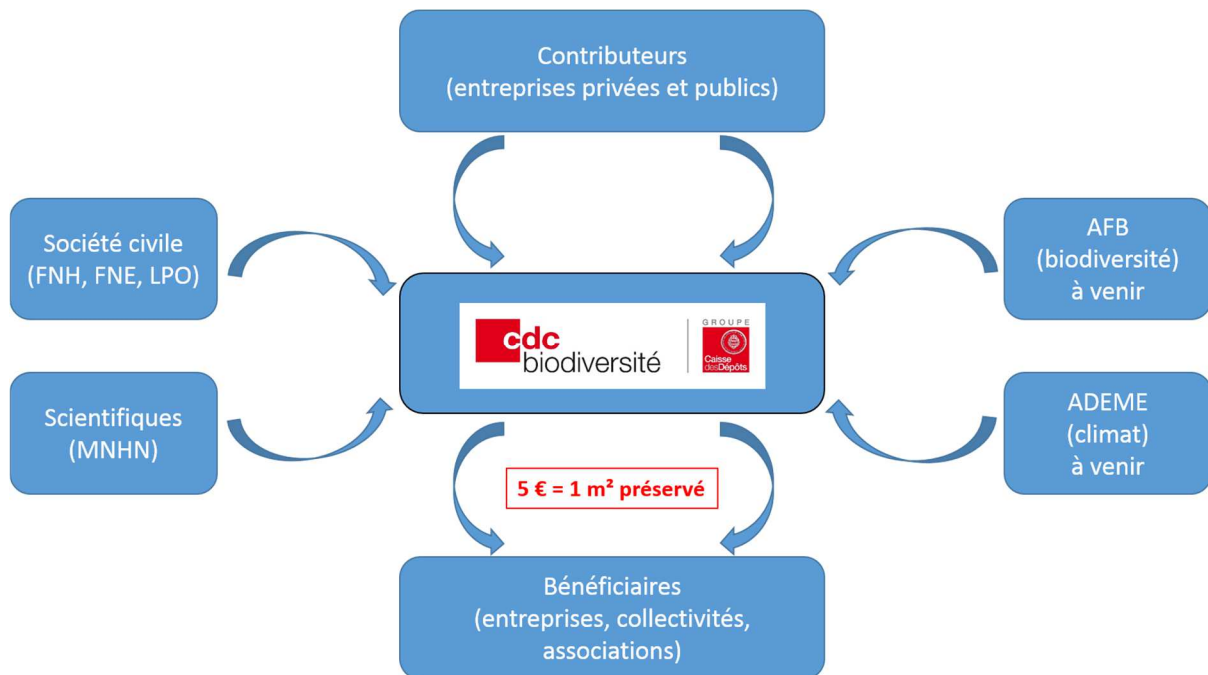 Contributeurs
(entreprises privées et publics)
Société civile
(FNH, FNE, LPO)
AFB
(biodiversité)
à venir
cdc
biodiversité
GROUPE
Caisse
desDépôts
Scientifiques
(MNHN)
ADEME
(climat)
à venir
5 € = 1 m² préservé
Bénéficiaires
(entreprises, collectivités,
associations)